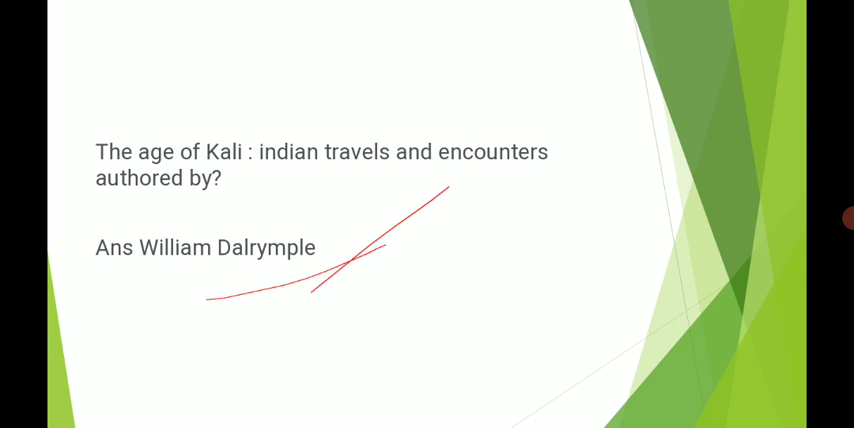 The age of Kali : indian travels and encounters
authored by?
Ans William Dalrymple